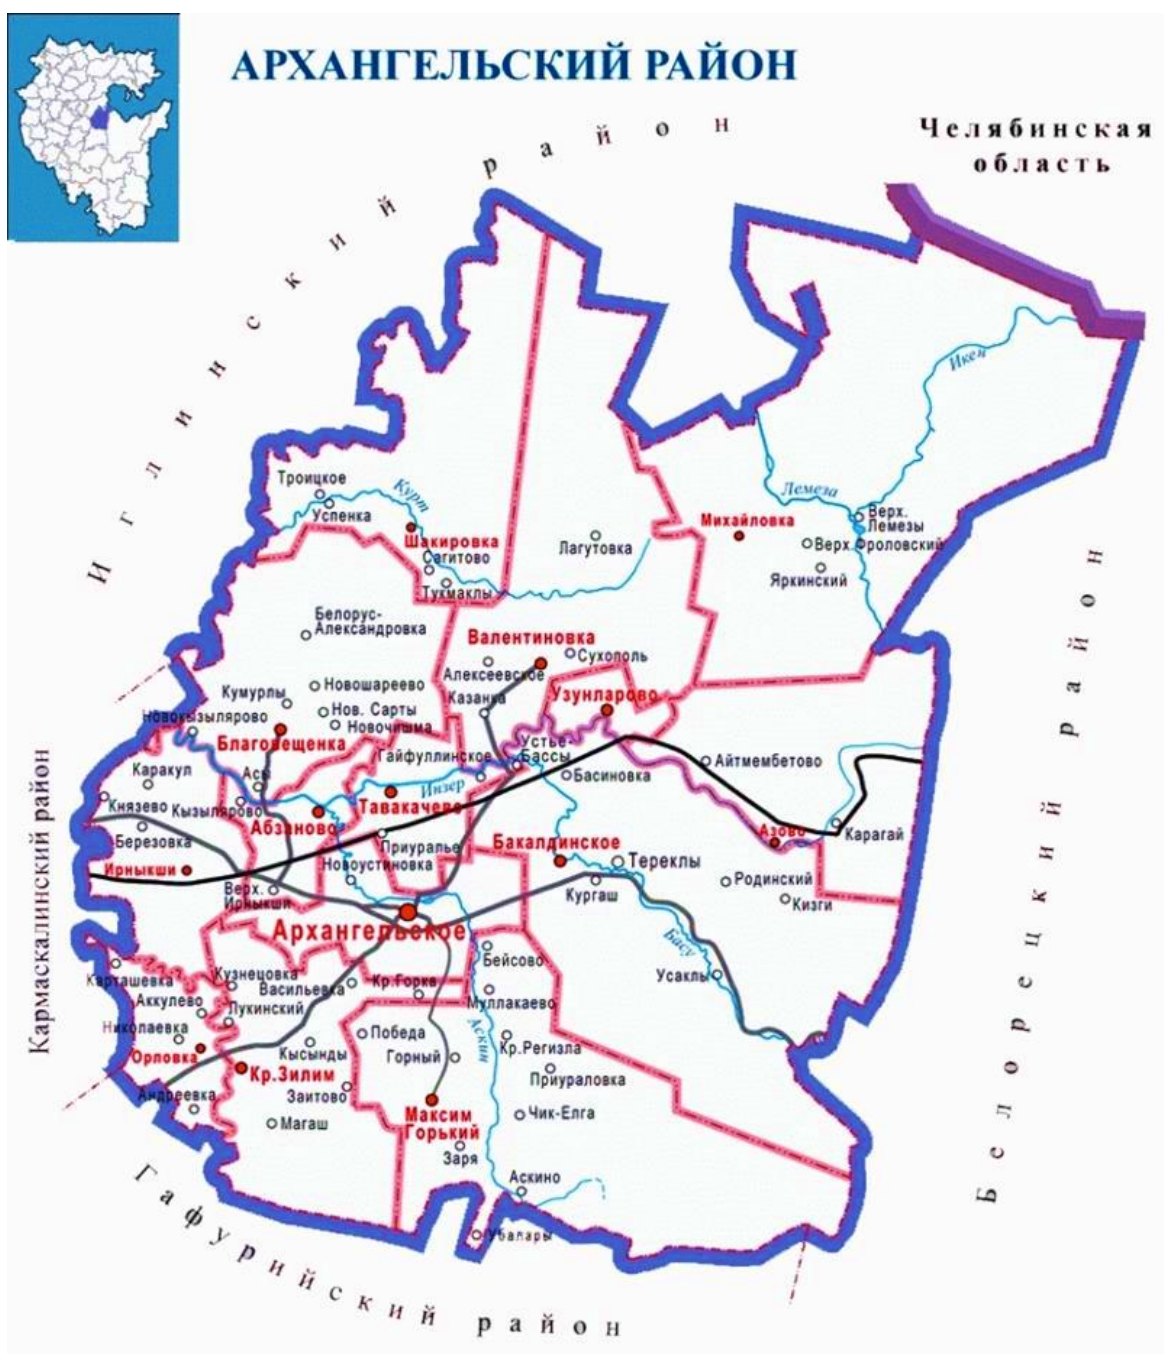 АРХАНГЕЛЬСКИЙ РАЙОН
Челябинская
область
Иглинский район
Икен
Троицкое
Курт
Лемеза
Успенка
Верх.
Лемезы
Михайловка
Шакировка
Лагутовка
Верх.Фроловский
Сагитово
Яркинский
Тукмаклы
Белорус-
Александровка
Валентиновка
Сухополь
Алексеевское
Новошареево
Кумурлы
Казанка
Узунларово
Нов. Сарты
Новокызылярово
Новочишма
Благовещенка
Гайфуллинское
Устье-
Бассы
Айтмембетово
Каракул
Асы
Басиновка
Инзер
Князево
Кызылярово
Тавакачево
Абзаново
Азово
Карагай
Березовка
Приуралье
Бакалдинское
Тереклы
Новоустиновка
Ирныкши
Родинский
Верх.
Ирныкши
Кургаш
Кизги
Архангельское
Басу
Бейсово
Карташевка
Кузнецовка
Васильевка
Кр.Горка
Усаклы
Аккулево
Лукинский
Муллакаево
Николаевка
Победа
Аскин
Орловка
Кысынды
Горный
Кр.Регизла
Кр.Зилим
Приураловка
Андреевка
Заитово
Максим
Горький
Чик-Елга
Магаш
Заря
Аскино
Убалары
Кармаскалинский район
Белорецкий район
Гафурийский район